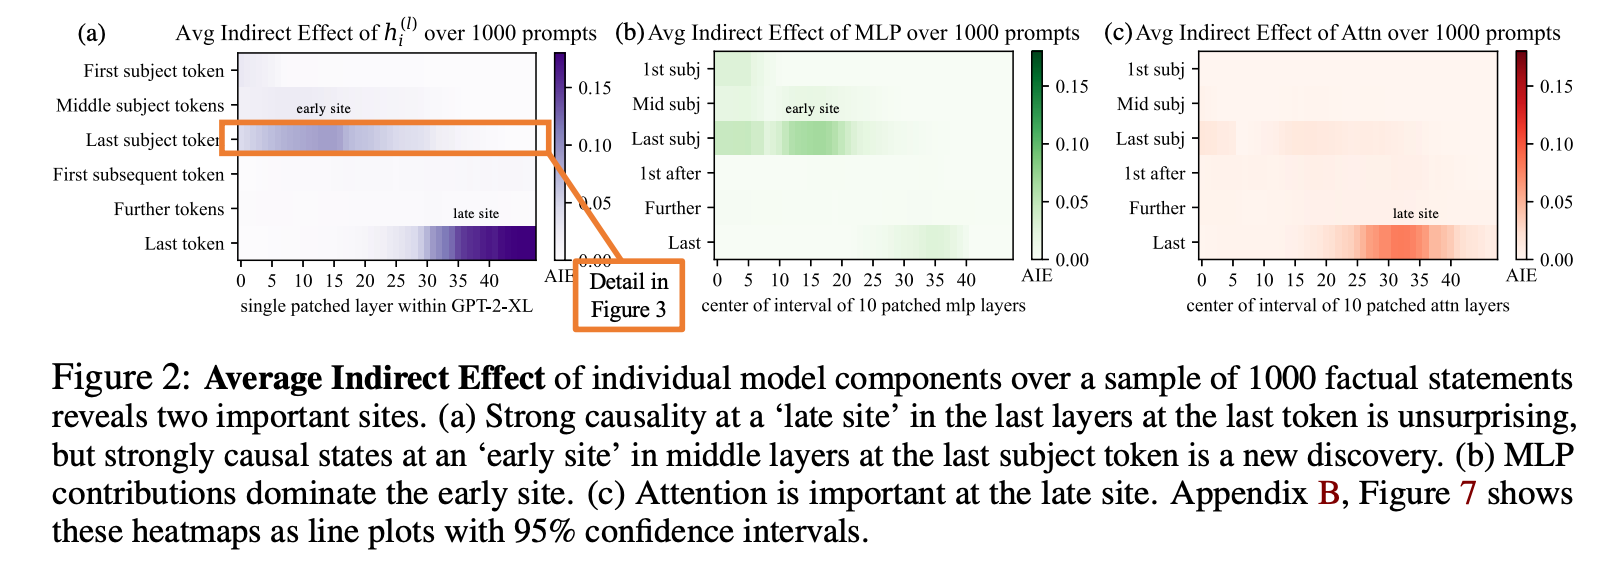 (a) Avg Indirect Effect of h_i^(l) over 1000 prompts
First subject token
Middle subject tokens
Last subject token
First subsequent token
Further tokens
Last token
early site
late site
0 5 10 15 20 25 30 35 40
single patched layer within GPT-2-XL
0.15
0.10
0.05
0.00
AIE
Detail in
Figure 3
(b) Avg Indirect Effect of MLP over 1000 prompts
1st subj
Mid subj
Last subj
1st after
Further
Last
early site
0 5 10 15 20 25 30 35 40
center of interval of 10 patched mlp layers
0.15
0.10
0.05
0.00
AIE
(c) Avg Indirect Effect of Attn over 1000 prompts
1st subj
Mid subj
Last subj
1st after
Further
Last
late site
0 5 10 15 20 25 30 35 40
center of interval of 10 patched attn layers
0.15
0.10
0.05
0.00
AIE
Figure 2: Average Indirect Effect of individual model components over a sample of 1000 factual statements
reveals two important sites. (a) Strong causality at a ‘late site’ in the last layers at the last token is unsurprising,
but strongly causal states at an ‘early site’ in middle layers at the last subject token is a new discovery. (b) MLP
contributions dominate the early site. (c) Attention is important at the late site. Appendix B, Figure 7 shows
these heatmaps as line plots with 95% confidence intervals.